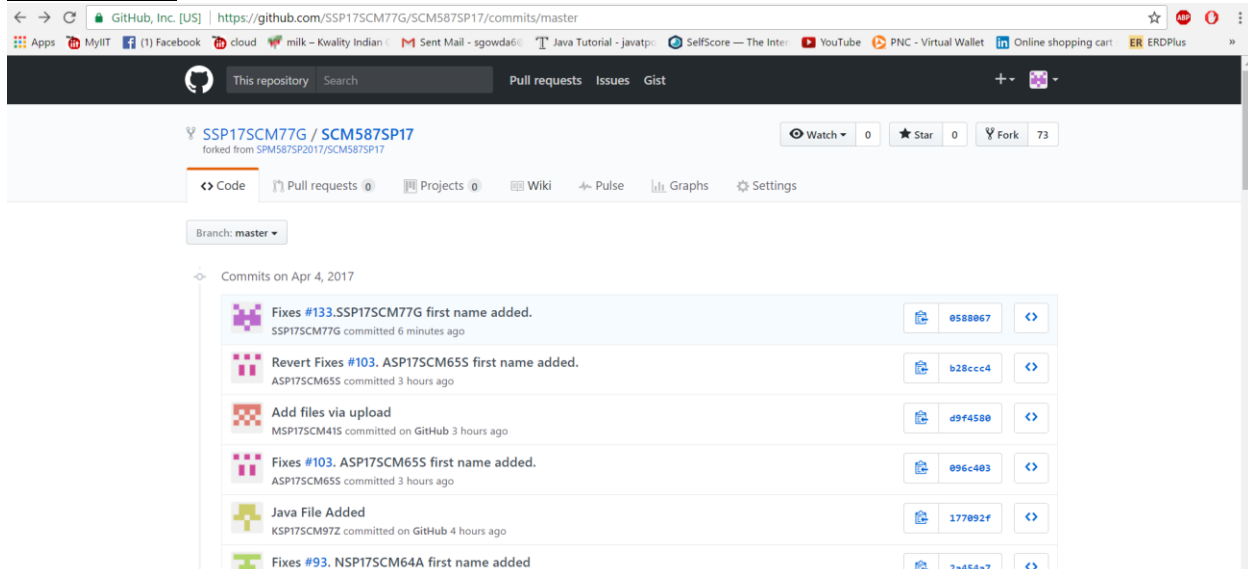 GitHub, Inc. [US] https://github.com/SSP17SCM77G/SCM587SP17/commits/master ABP
Apps MyIIT (1) Facebook cloud milk – Kwality Indian Sent Mail - sgowda6 Java Tutorial - javatp SelfScore — The Inter YouTube PNC - Virtual Wallet Online shopping cart ER ERDPlus »
This repository Search Pull requests Issues Gist
SSP17SCM77G / SCM587SP17 Watch 0 Star 0 Fork 73
forked from SPM587SP2017/SCM587SP17
<> Code Pull requests 0 Projects 0 Wiki Pulse Graphs Settings
Branch: master
Commits on Apr 4, 2017
Fixes #133.SSP17SCM77G first name added.
SSP17SCM77G committed 6 minutes ago
0588067 <>
Revert Fixes #103. ASP17SCM65S first name added.
ASP17SCM65S committed 3 hours ago
b28ccc4 <>
Add files via upload
MSP17SCM41S committed on GitHub 3 hours ago
d9f4580 <>
Fixes #103. ASP17SCM65S first name added.
ASP17SCM65S committed 3 hours ago
096c403 <>
Java File Added
KSP17SCM97Z committed on GitHub 4 hours ago
177092f <>
Fixes #93. NSP17SCM64A first name added
2a454a7 <>